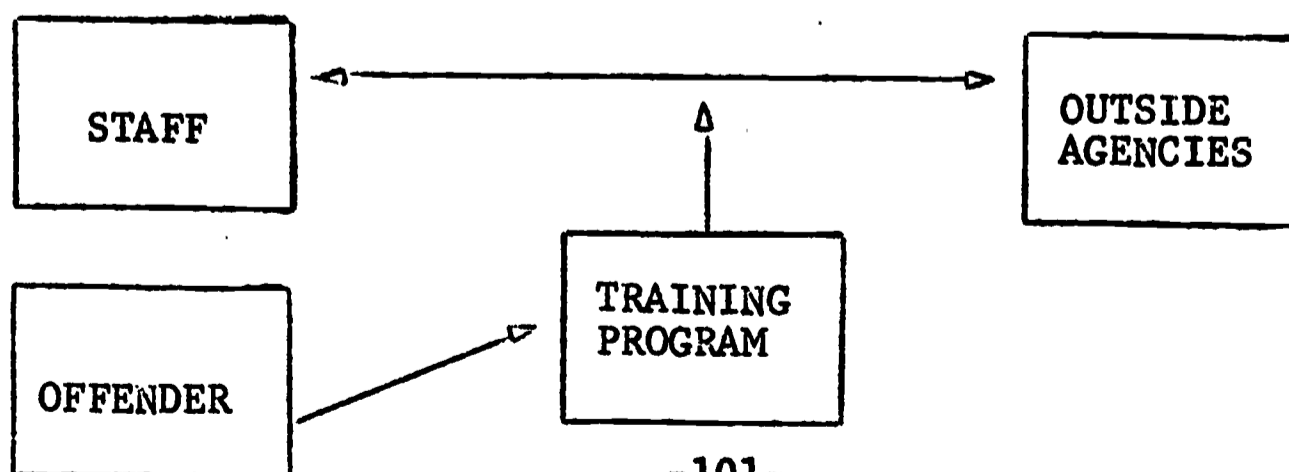 STAFF
OUTSIDE
AGENCIES
TRAINING
PROGRAM
OFFENDER
-101-